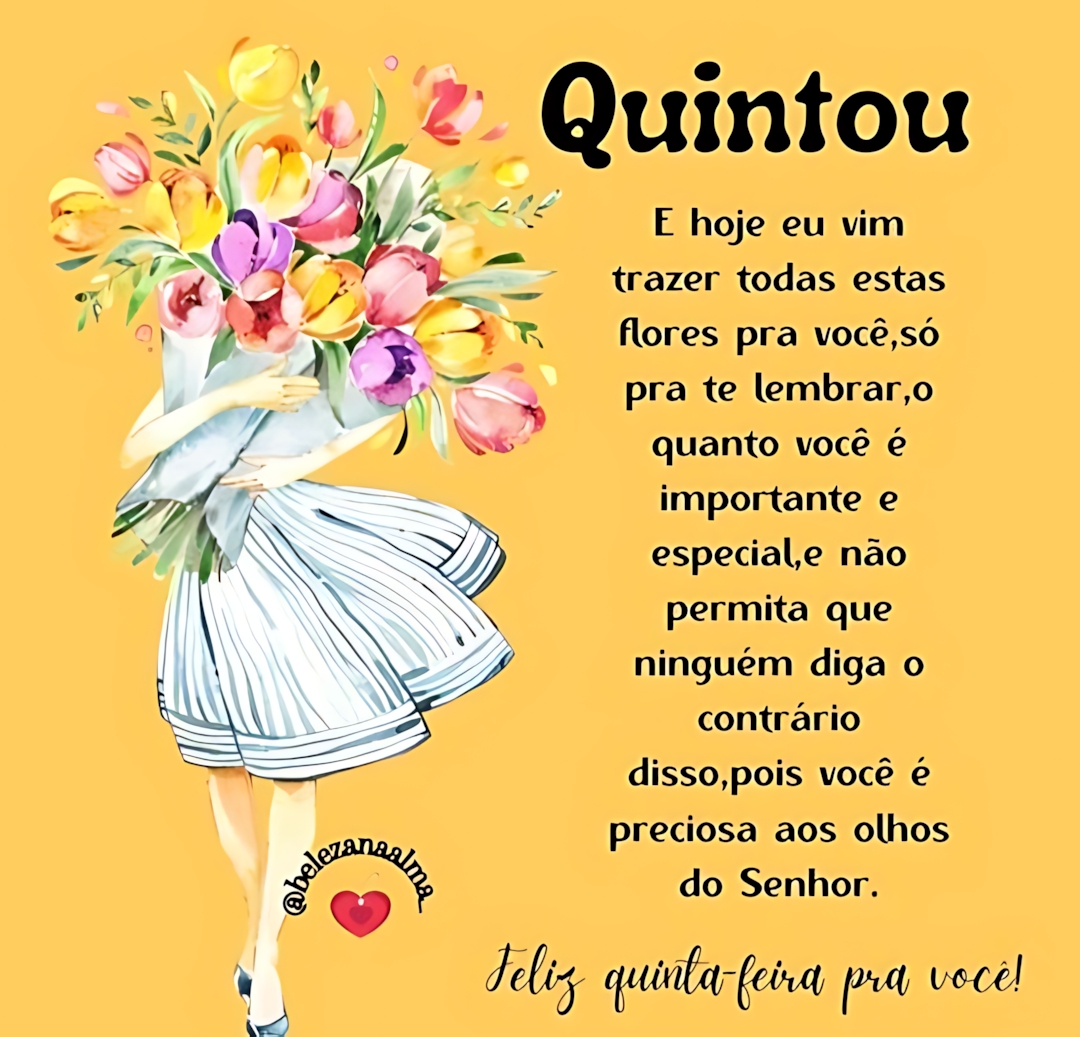 Quintou
E hoje eu vim
trazer todas estas
flores pra você,só
pra te lembrar,o
quanto você é
importante e
especial,e não
permita que
ninguém diga o
contrário
disso,pois você é
preciosa aos olhos
do Senhor.
@belezanaalma_
Feliz quinta-feira pra você!